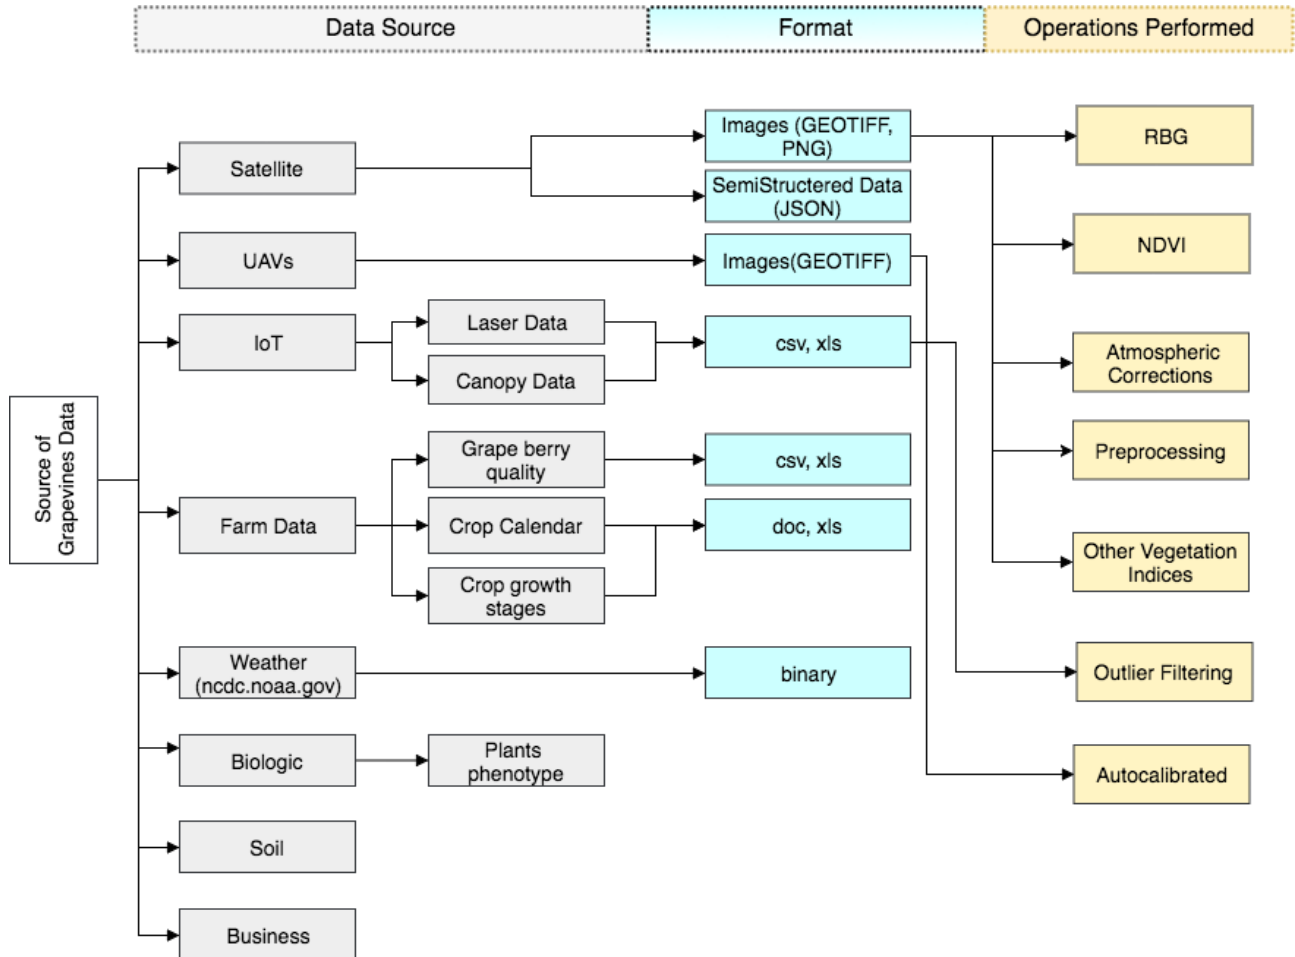 Data Source
Format
Operations Performed
Source of
Grapevines Data
Satellite
Images (GEOTIFF,
PNG)
SemiStructered Data
(JSON)
RBG
NDVI
UAVs
Images(GEOTIFF)
IoT
Laser Data
Canopy Data
csv, xls
Atmospheric
Corrections
Farm Data
Grape berry
quality
csv, xls
Preprocessing
Crop Calendar
doc, xls
Crop growth
stages
Other Vegetation
Indices
Weather
(ncdc.noaa.gov)
binary
Outlier Filtering
Biologic
Plants
phenotype
Autocalibrated
Soil
Business